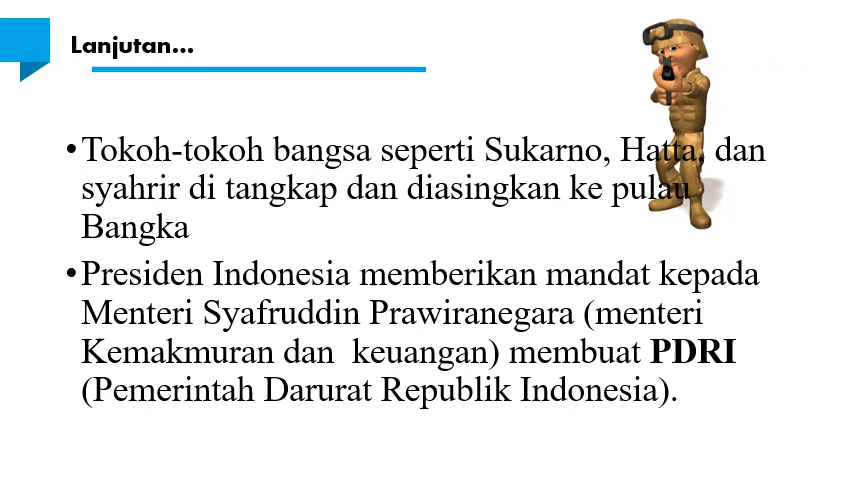 Lanjutan...
•Tokoh-tokoh bangsa seperti Sukarno, Hatta, dan
syahrir di tangkap dan diasingkan ke pulau
Bangka
•Presiden Indonesia memberikan mandat kepada
Menteri Syafruddin Prawiranegara (menteri
Kemakmuran dan  keuangan) membuat PDRI
(Pemerintah Darurat Republik Indonesia).